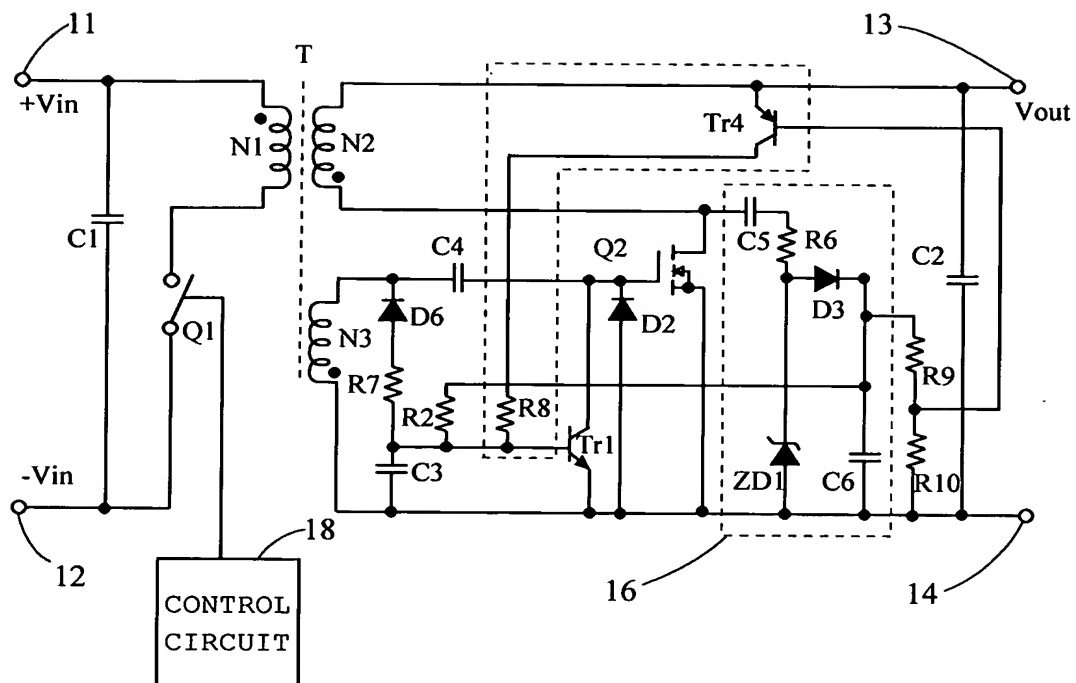 11
T
13
+Vin
Vout
Tr4
N1
N2
C1
C4
Q2
C5
R6
C2
D6
D2
D3
Q1
N3
R9
R7
R2
R8
Tr1
C3
ZD1
C6
R10
-Vin
18
12
16
14
CONTROL
CIRCUIT